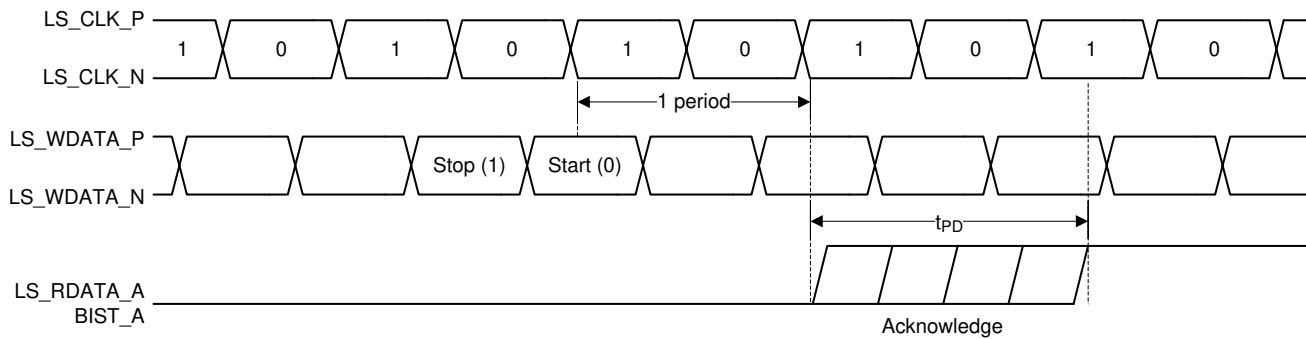 LS_CLK_P
1 0 1 0 1 0 1 0 1 0
LS_CLK_N
1 period
LS_WDATA_P
Stop (1) Start (0)
LS_WDATA_N
tPD
LS_RDATA_A
BIST_A
Acknowledge